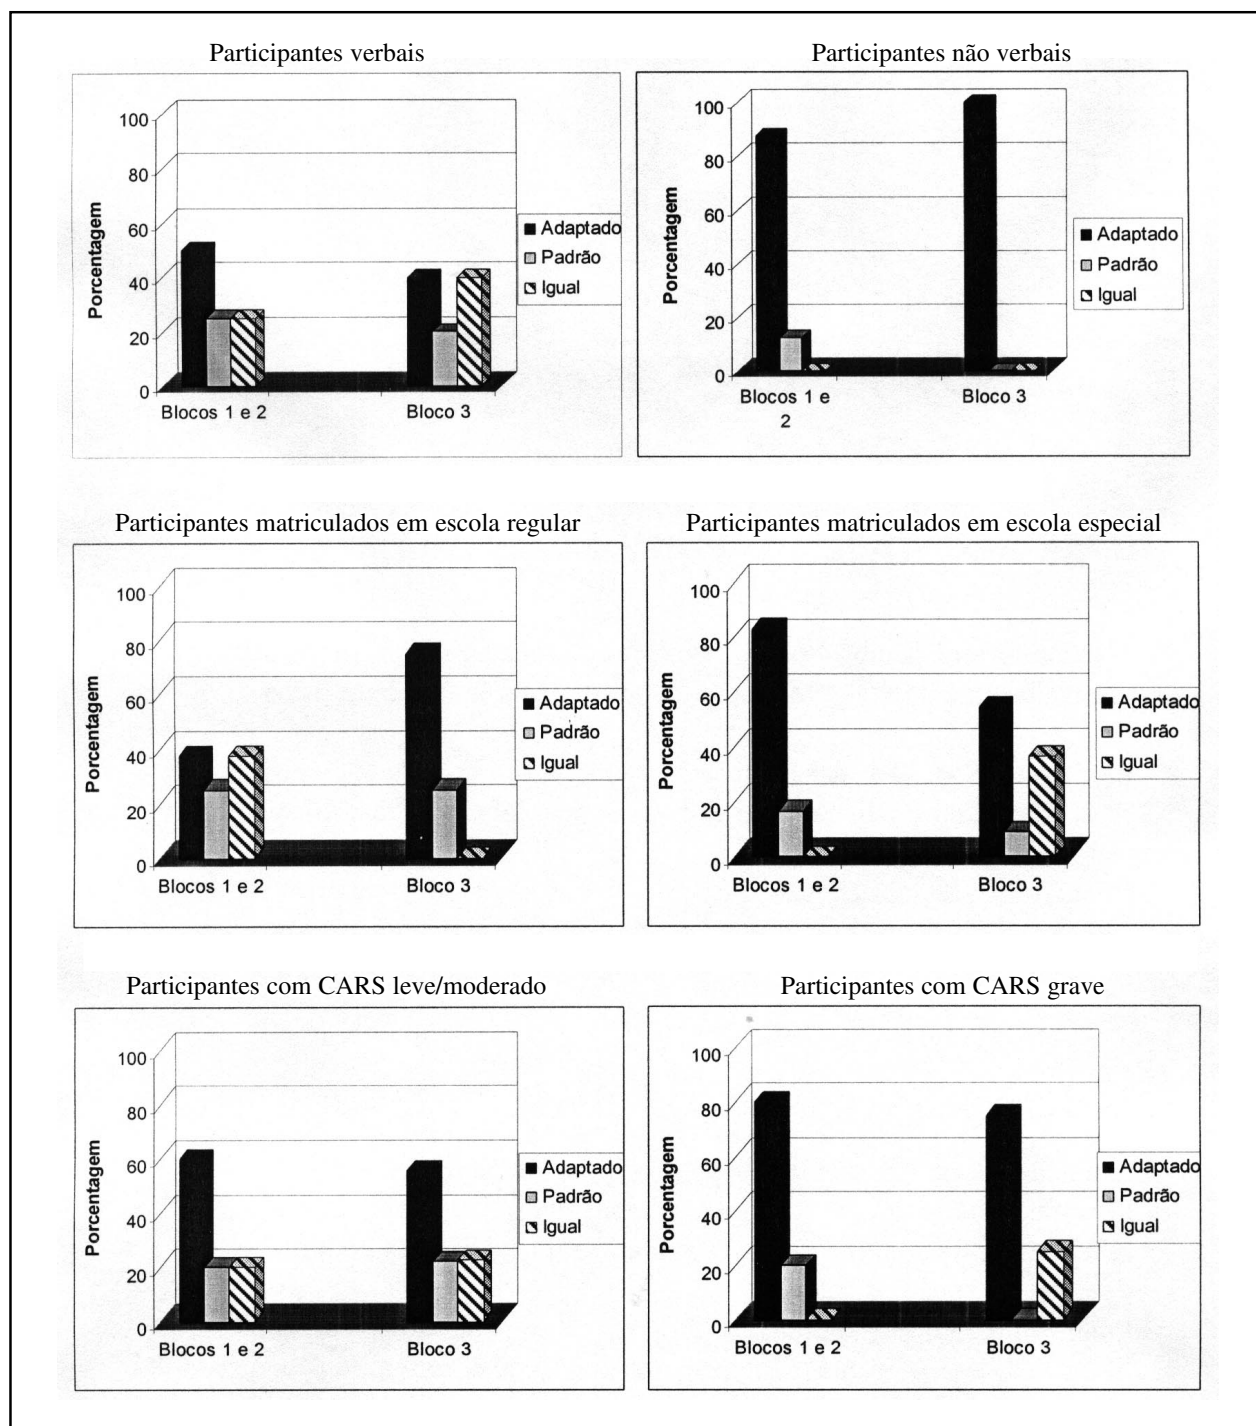 Participantes verbais
Porcentagem
100
80
60
40
20
0
Blocos 1 e 2
Bloco 3
Adaptado
Padrão
Igual
Participantes não verbais
Porcentagem
100
80
60
40
20
0
Blocos 1 e
2
Bloco 3
Adaptado
Padrão
Igual
Participantes matriculados em escola regular
Porcentagem
100
80
60
40
20
0
Blocos 1 e 2
Bloco 3
Adaptado
Padrão
Igual
Participantes matriculados em escola especial
Porcentagem
100
80
60
40
20
0
Blocos 1 e 2
Bloco 3
Adaptado
Padrão
Igual
Participantes com CARS leve/moderado
Porcentagem
100
80
60
40
20
0
Blocos 1 e 2
Bloco 3
Adaptado
Padrão
Igual
Participantes com CARS grave
Porcentagem
100
80
60
40
20
0
Blocos 1 e 2
Bloco 3
Adaptado
Padrão
Igual